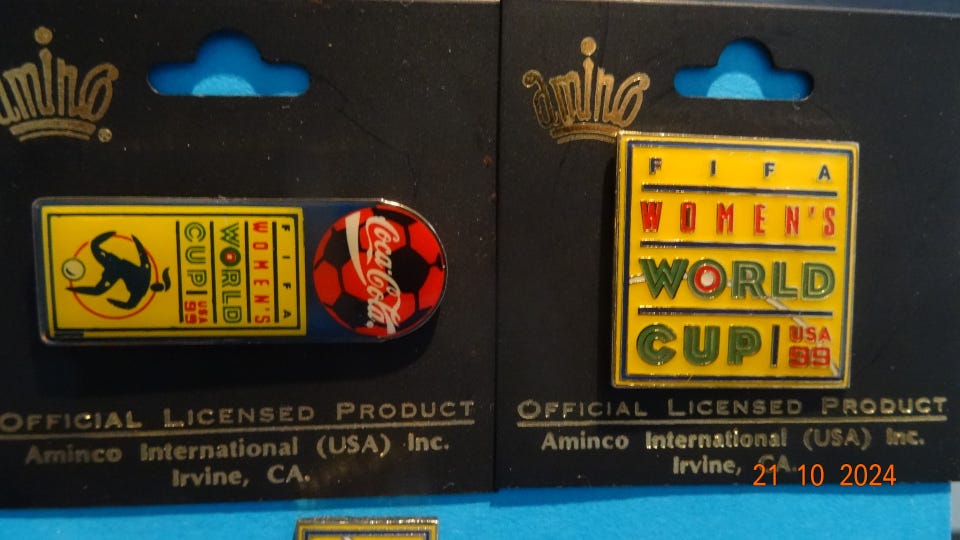 amino
OFFICIAL LICENSED PRODUCT
Aminco International (USA) Inc.
Irvine, CA.
FIFA
WOMEN'S
WORLD
CUP USA
99
Coca-Cola
amino
FIFA
WOMEN'S
WORLD
CUP USA
99
OFFICIAL LICENSED PRODUCT
Aminco International (USA) Inc.
Irvine, CA.
21 10 2024